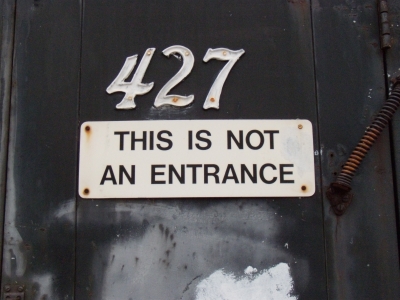 427
THIS IS NOT
AN ENTRANCE